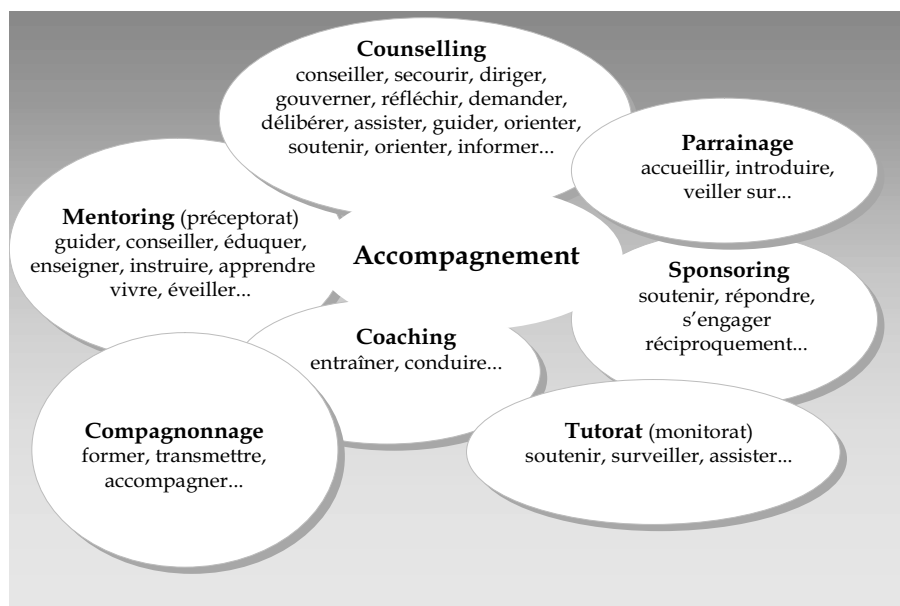 Counselling
conseiller, secourir, diriger,
gouverner, réfléchir, demander,
délibérer, assister, guider, orienter,
soutenir, orienter, informer...
Parrainage
accueillir, introduire,
veiller sur...
Mentoring (préceptorat)
guider, conseiller, éduquer,
enseigner, instruire, apprendre
vivre, éveiller...
Accompagnement
Sponsoring
soutenir, répondre,
s’engager
réciproquement...
Coaching
entraîner, conduire...
Compagnonnage
former, transmettre,
accompagner...
Tutorat (monitorat)
soutenir, surveiller, assister...